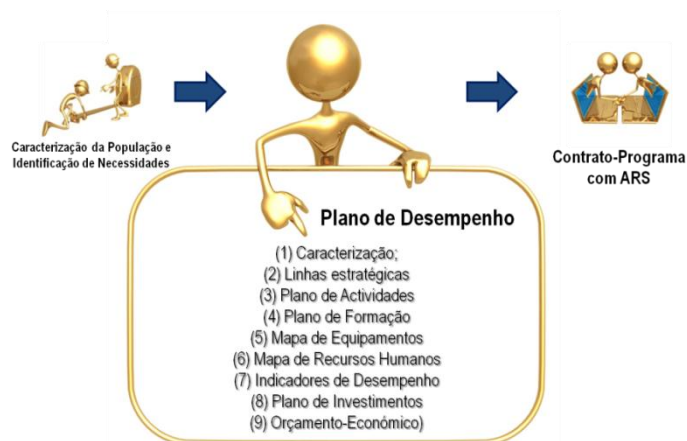 Caracterização da População e
Identificação de Necessidades
Plano de Desempenho
(1) Caracterização;
(2) Linhas estratégicas
(3) Plano de Actividades
(4) Plano de Formação
(5) Mapa de Equipamentos
(6) Mapa de Recursos Humanos
(7) Indicadores de Desempenho
(8) Plano de Investimentos
(9) Orçamento-Económico)
Contrato-Programa
com ARS